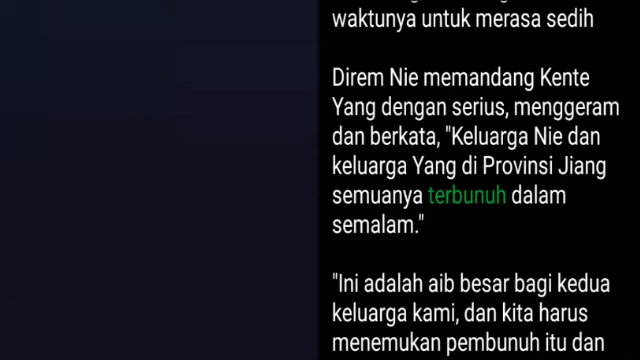 waktunya untuk merasa sedih
Direm Nie memandang Kente
Yang dengan serius, menggeram
dan berkata, "Keluarga Nie dan
keluarga Yang di Provinsi Jiang
semuanya terbunuh dalam
semalam."
"Ini adalah aib besar bagi kedua
keluarga kami, dan kita harus
menemukan pembunuh itu dan